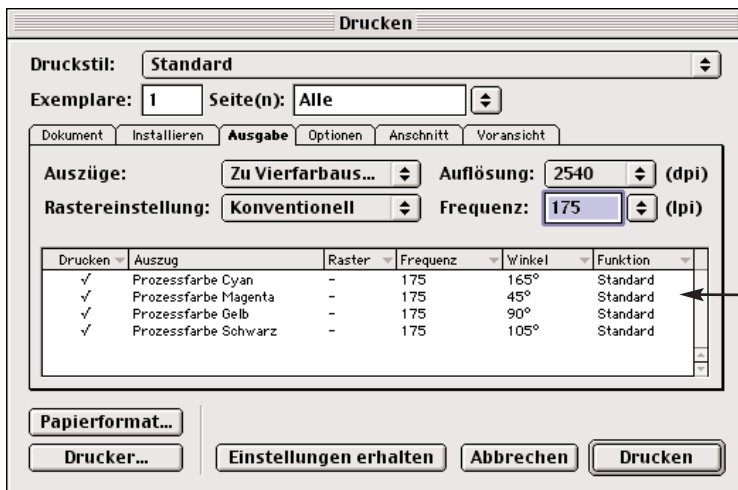 Drucken
Druckstil: Standard
Exemplare: 1 Seite(n): Alle
Dokument Installieren Ausgabe Optionen Anschnitt Voransicht
Auszüge: Zu Vierfarbaus... Auflösung: 2540 (dpi)
Rastereinstellung: Konventionell Frequenz: 175 (lpi)
Drucken Auszug Raster Frequenz Winkel Funktion
√ Prozessfarbe Cyan - 175 165° Standard
√ Prozessfarbe Magenta - 175 45° Standard
√ Prozessfarbe Gelb - 175 90° Standard
√ Prozessfarbe Schwarz - 175 105° Standard
Papierformat...
Drucker... Einstellungen erhalten Abbrechen Drucken